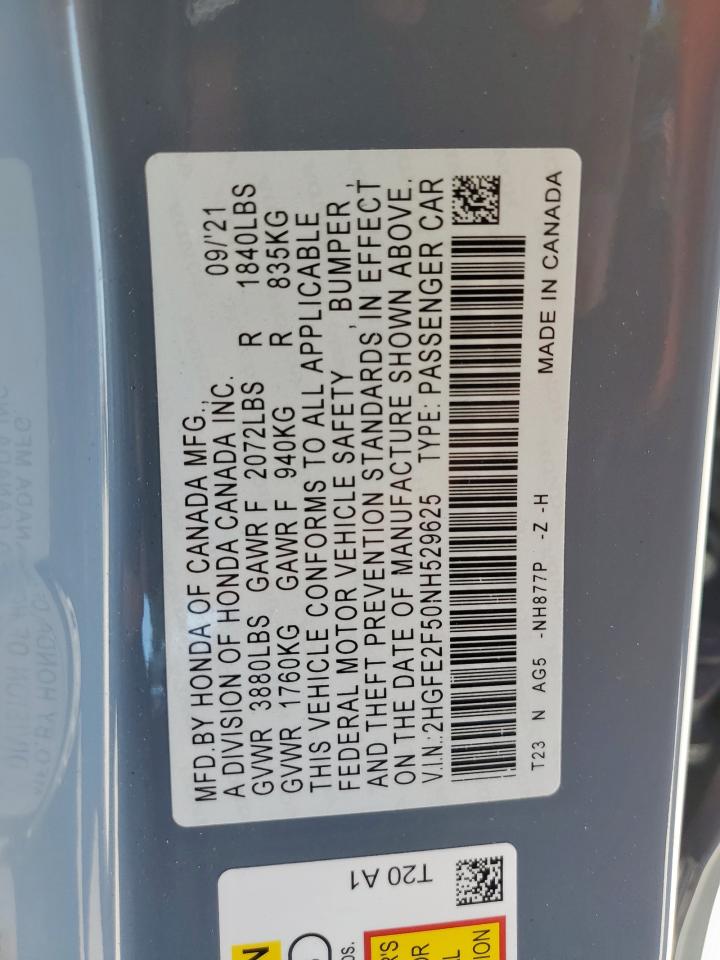 MFD.BY HONDA OF CANADA MFG., 09/'21
A DIVISION OF HONDA CANADA INC.
GVWR 3880LBS GAWR F 2072LBS R 1840LBS
GVWR 1760KG GAWR F 940KG R 835KG
THIS VEHICLE CONFORMS TO ALL APPLICABLE
FEDERAL MOTOR VEHICLE SAFETY, BUMPER,
AND THEFT PREVENTION STANDARDS, IN EFFECT
ON THE DATE OF MANUFACTURE SHOWN ABOVE.
V.I.N.:2HGFE2F50NH529625 TYPE: PASSENGER CAR
T23 N AG5 -NH877P -Z -H MADE IN CANADA
T20 A1